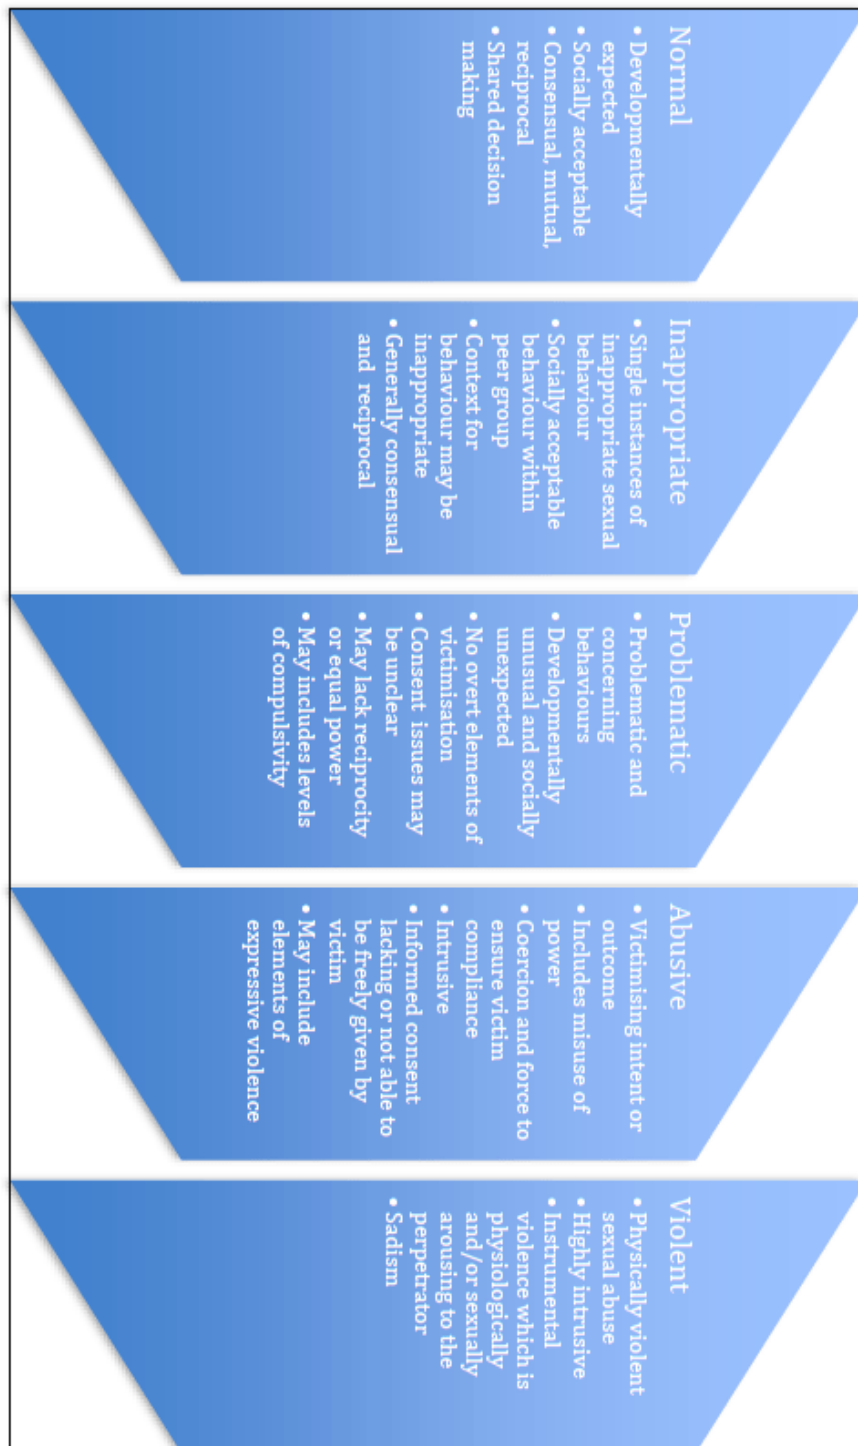 Normal
• Developmentally
expected
• Socially acceptable
• Consensual, mutual,
reciprocal
• Shared decision
making
Inappropriate
• Single instances of
inappropriate sexual
behaviour
• Socially acceptable
behaviour within
peer group
• Context for
behaviour may be
inappropriate
• Generally consensual
and reciprocal
Problematic
• Problematic and
concerning
behaviours
• Developmentally
unusual and socially
unexpected
• No overt elements of
victimisation
• Consent issues may
be unclear
• May lack reciprocity
or equal power
• May includes levels
of compulsivity
Abusive
• Victimising intent or
outcome
• Includes misuse of
power
• Coercion and force to
ensure victim
compliance
• Intrusive
• Informed consent
lacking or not able to
be freely given by
victim
• May include
elements of
expressive violence
Violent
• Physically violent
sexual abuse
• Highly intrusive
• Instrumental
violence which is
physiologically
and/or sexually
arousing to the
perpetrator
• Sadism